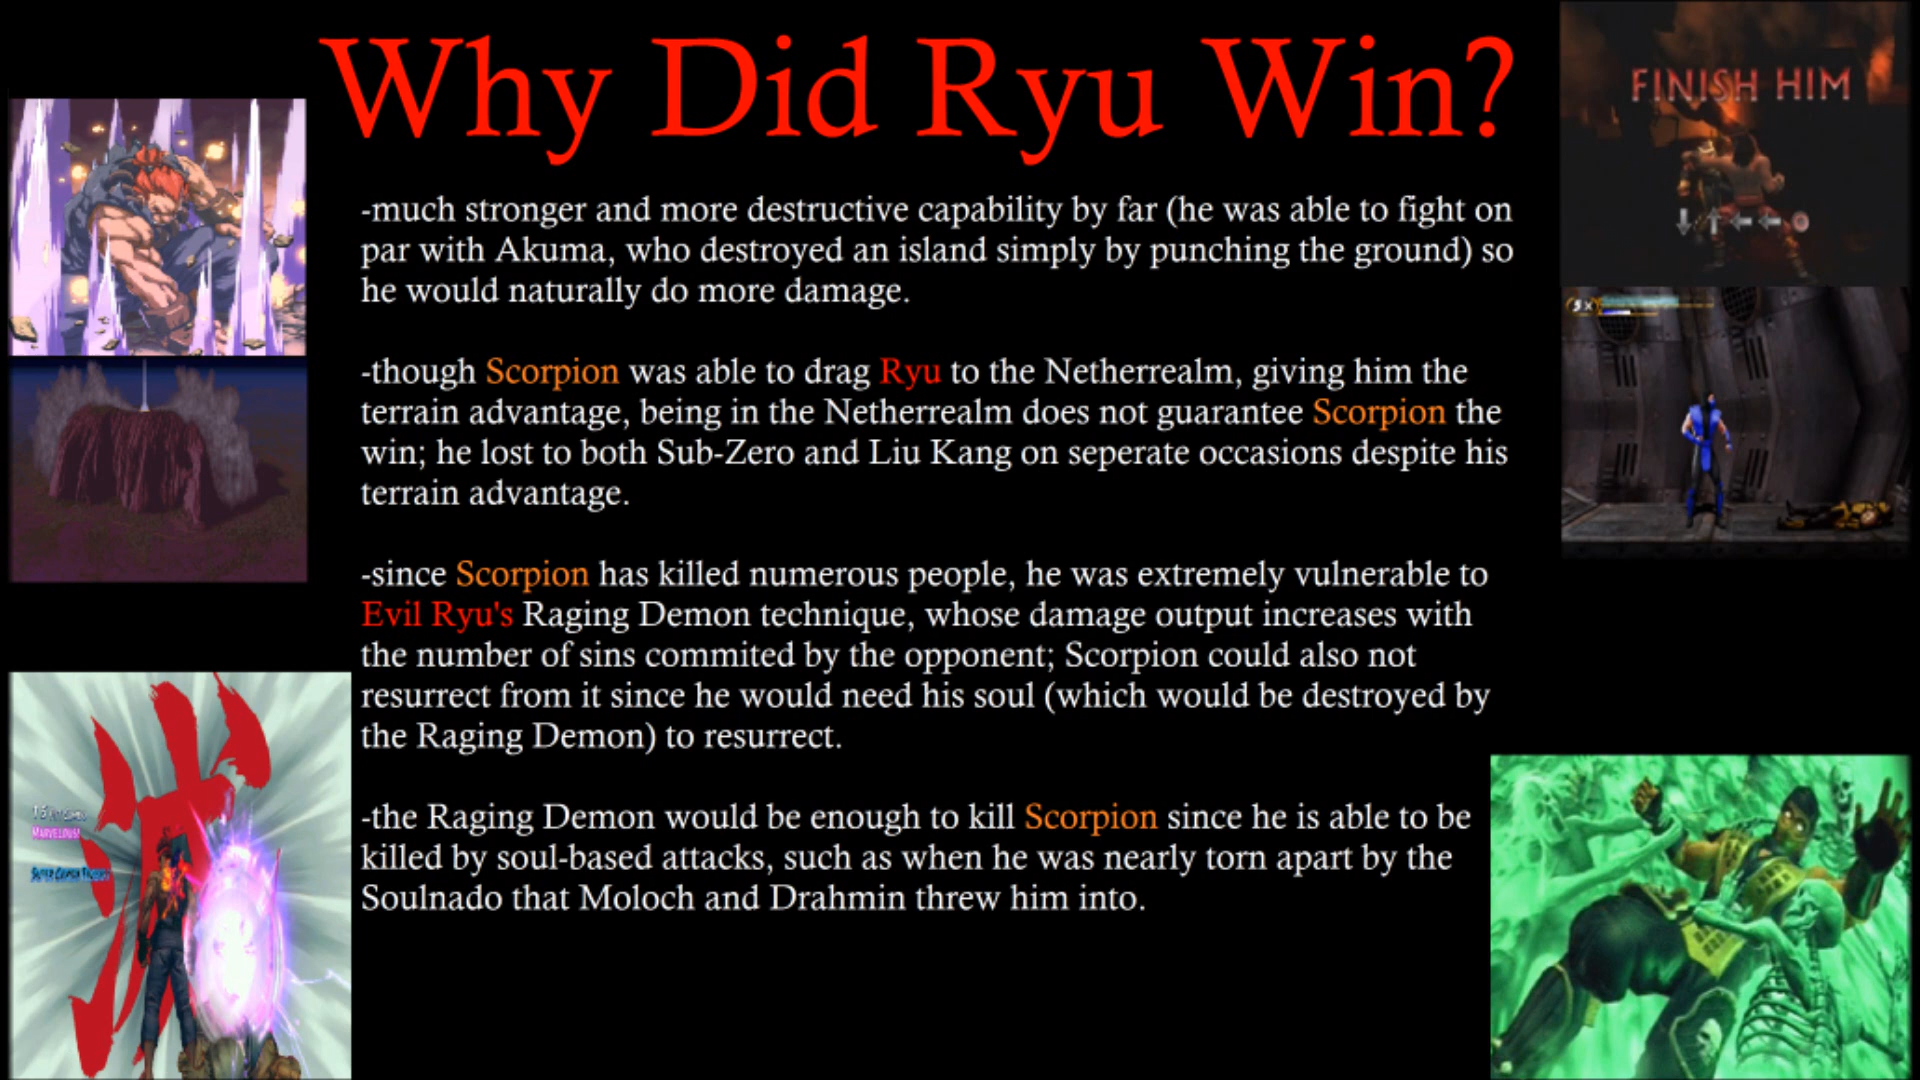 Why Did Ryu Win?
FINISH HIM
-much stronger and more destructive capability by far (he was able to fight on
par with Akuma, who destroyed an island simply by punching the ground) so
he would naturally do more damage.
-though Scorpion was able to drag Ryu to the Netherrealm, giving him the
terrain advantage, being in the Netherrealm does not guarantee Scorpion the
win; he lost to both Sub-Zero and Liu Kang on seperate occasions despite his
terrain advantage.
-since Scorpion has killed numerous people, he was extremely vulnerable to
Evil Ryu's Raging Demon technique, whose damage output increases with
the number of sins commited by the opponent; Scorpion could also not
resurrect from it since he would need his soul (which would be destroyed by
the Raging Demon) to resurrect.
-the Raging Demon would be enough to kill Scorpion since he is able to be
killed by soul-based attacks, such as when he was nearly torn apart by the
Soulnado that Moloch and Drahmin threw him into.
MARVELOUS!